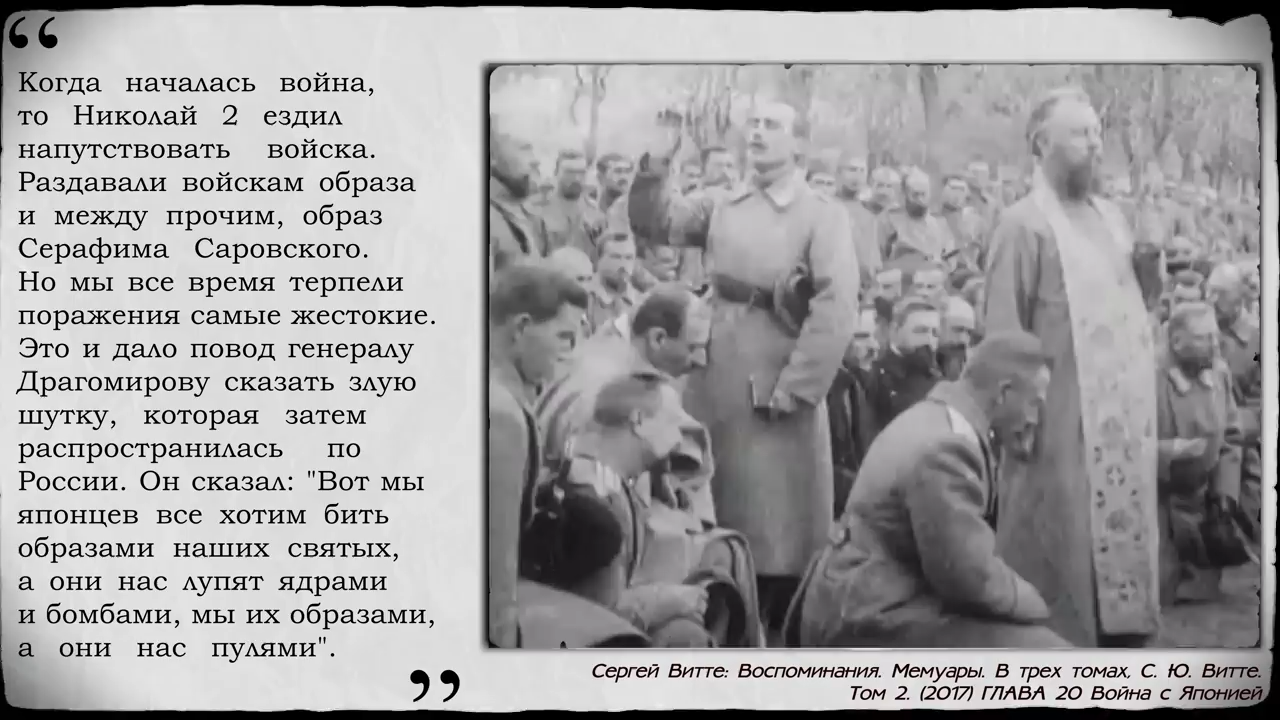 “
Когда началась война,
то Николай 2 ездил
напутствовать войска.
Раздавали войскам образа
и между прочим, образ
Серафима Саровского.
Но мы все время терпели
поражения самые жестокие.
Это и дало повод генералу
Драгомирову сказать злую
шутку, которая затем
распространилась по
России. Он сказал: "Вот мы
японцев все хотим бить
образами наших святых,
а они нас лупят ядрами
и бомбами, мы их образами,
а они нас пулями".
”
Сергей Витте: Воспоминания. Мемуары. В трех томах, С. Ю. Витте.
Том 2. (2017) ГЛАВА 20 Война с Японией